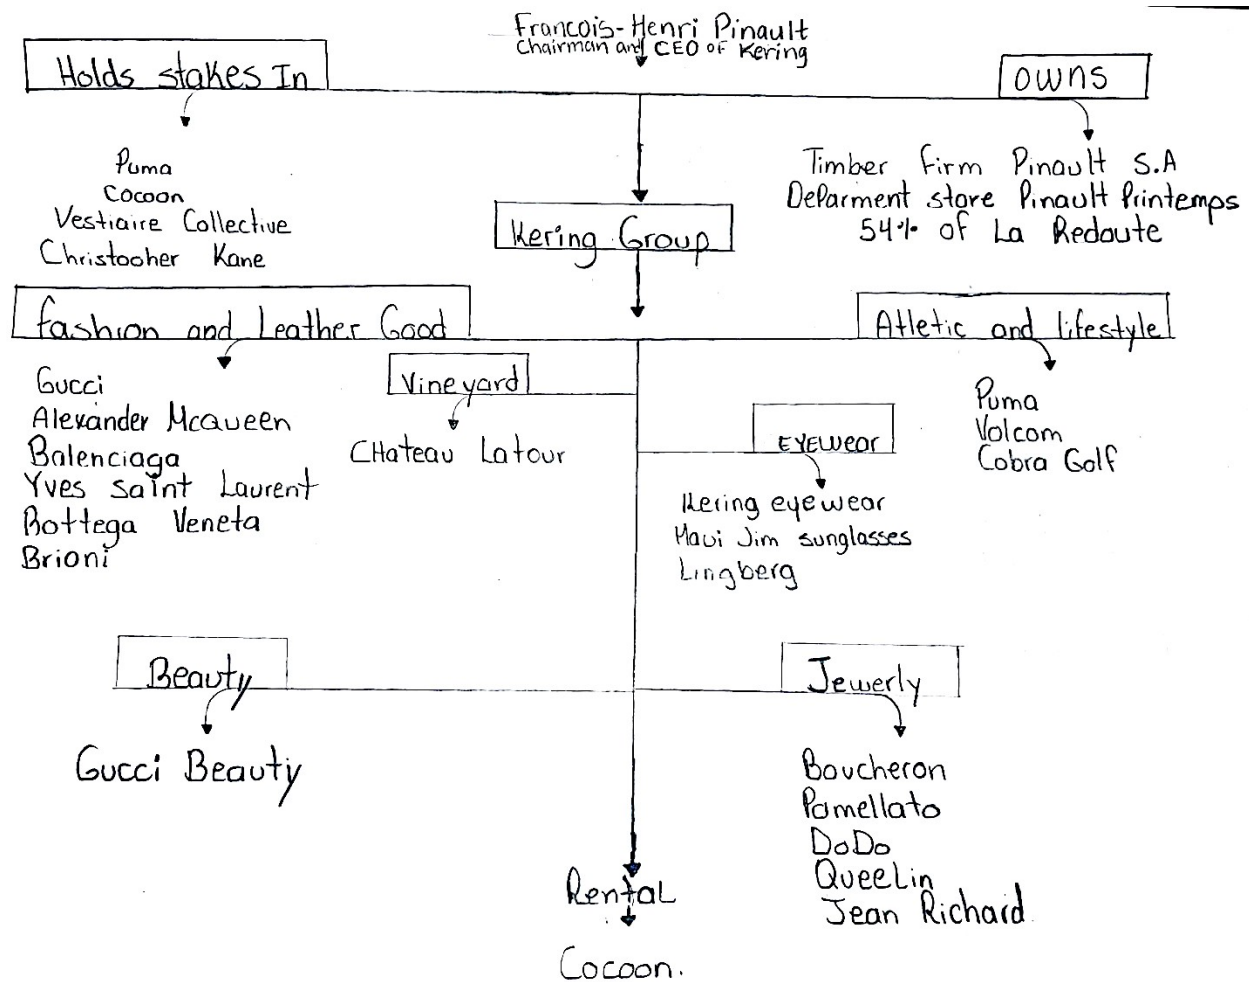 Francois-Henri Pinault
Chairman and CEO OF Kering
Holds stakes In
owns
Puma
Cocoon
Vestiaire Collective
Christooher Kane
Timber firm Pinault S.A
Deparment store Pinault Printemps
54% of La Redoute
Kering Group
fashion and Leather Good
Atletic and lifestyle
Gucci
Alexander Mcqueen
Balenciaga
Yves saint Laurent
Bottega Veneta
Brioni
Vineyard
CHateau Latour
EYEWEAR
Kering eyewear
Maui Jim sunglasses
Lingberg
Puma
Volcom
Cobra Golf
Beauty
Gucci Beauty
Jewerly
Boucheron
Pomellato
DoDo
QueeLin
Jean Richard
Rental
Cocoon.